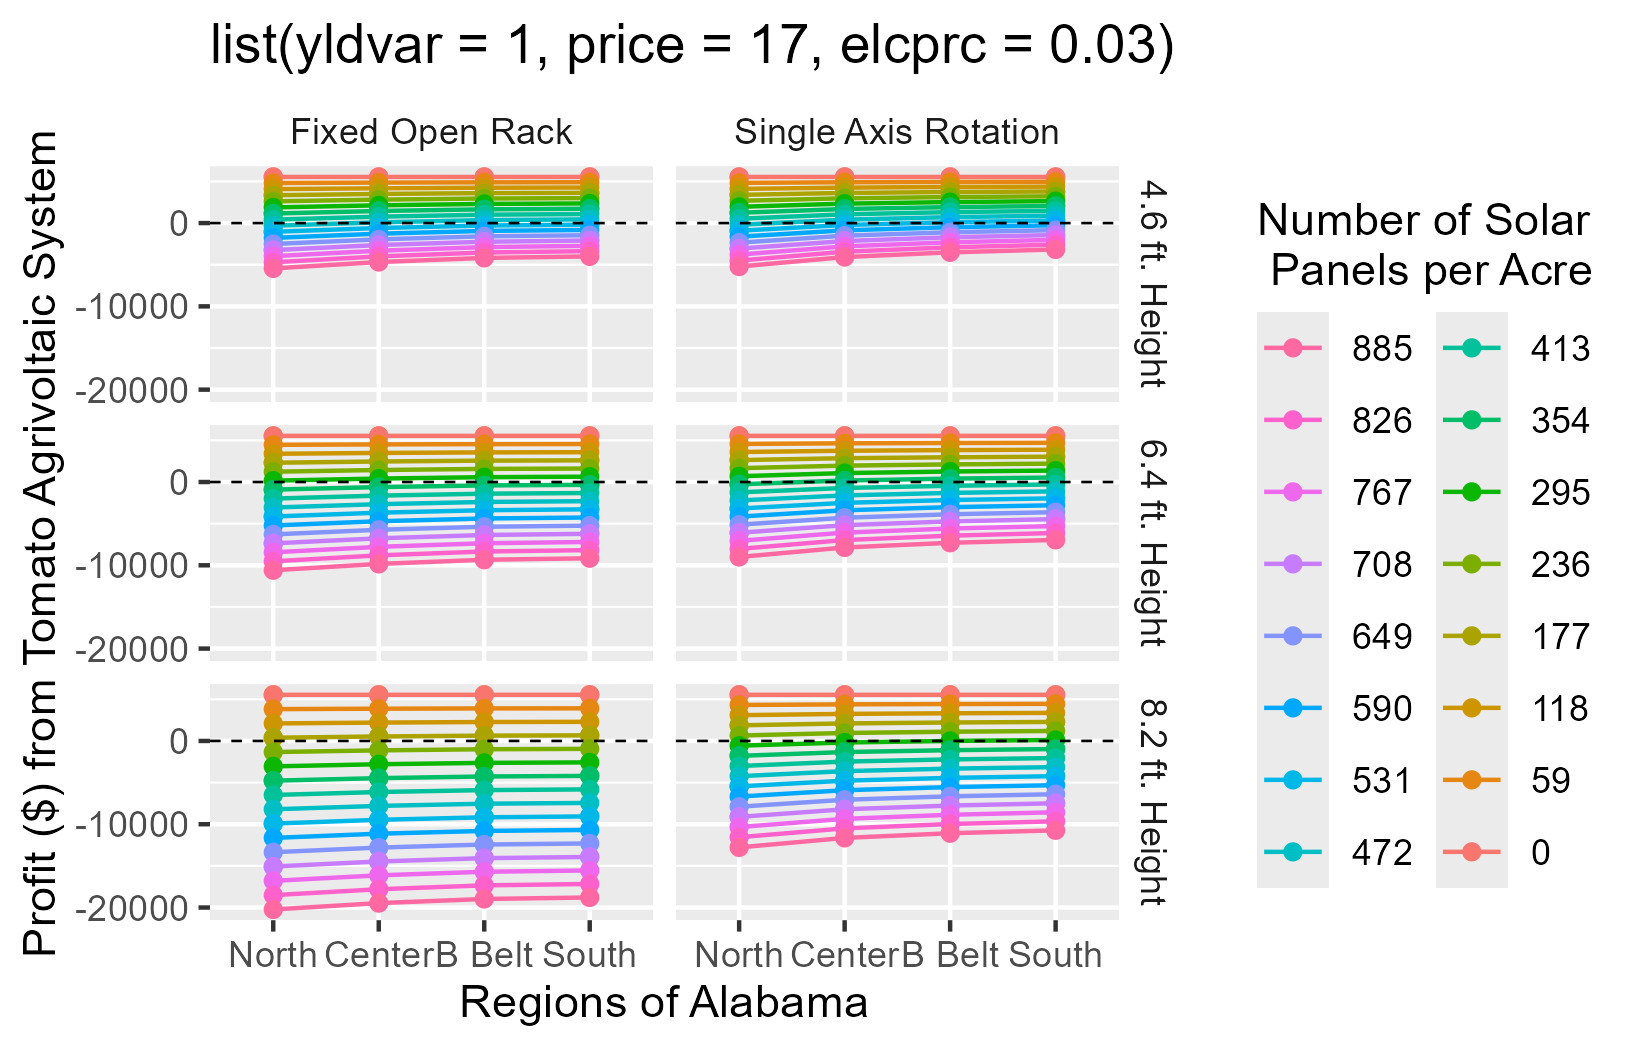 list(yldvar = 1, price = 17, elcprc = 0.03)
Fixed Open Rack
Single Axis Rotation
Profit ($) from Tomato Agrivoltaic System
0
-10000
-20000
4.6 ft. Height
0
-10000
-20000
6.4 ft. Height
0
-10000
-20000
8.2 ft. Height
North Center B Belt South
North Center B Belt South
Regions of Alabama
Number of Solar
Panels per Acre
885 413
826 354
767 295
708 236
649 177
590 118
531 59
472 0